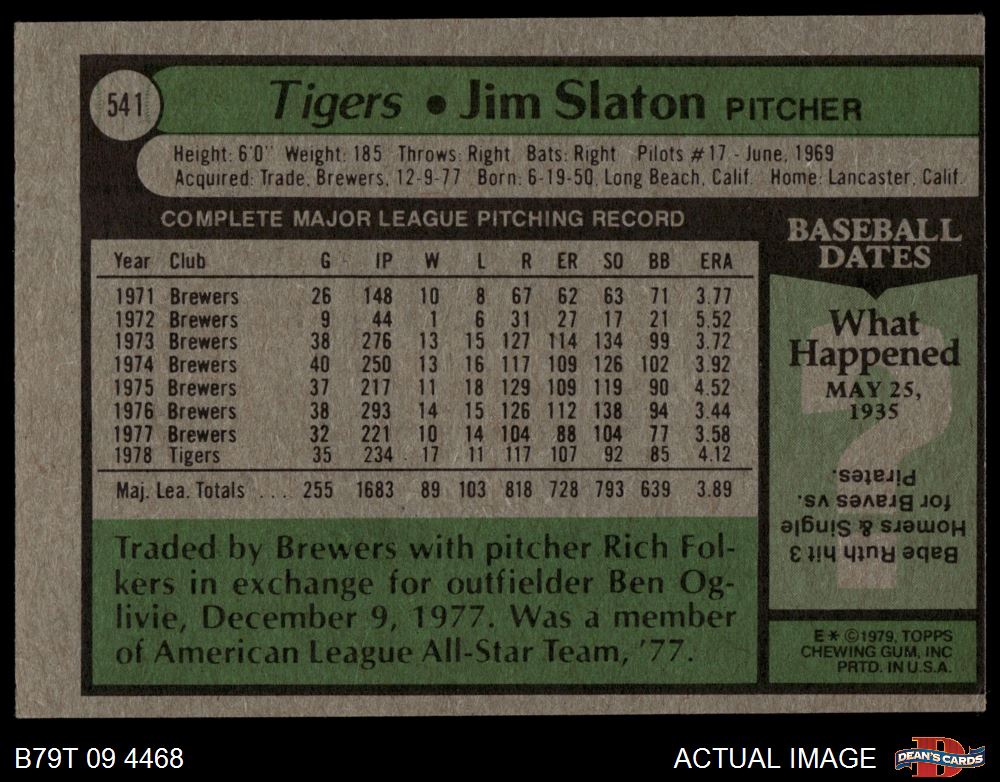 541
Tigers • Jim Slaton PITCHER
Height: 6'0" Weight: 185 Throws: Right Bats: Right Pilots #17 - June, 1969
Acquired: Trade, Brewers, 12-9-77 Born: 6-19-50, Long Beach, Calif. Home: Lancaster, Calif.
COMPLETE MAJOR LEAGUE PITCHING RECORD
Year Club G IP W L R ER SO BB ERA
1971 Brewers 26 148 10 8 67 62 63 71 3.77
1972 Brewers 9 44 1 6 31 27 17 21 5.52
1973 Brewers 38 276 13 15 127 114 134 99 3.72
1974 Brewers 40 250 13 16 117 109 126 102 3.92
1975 Brewers 37 217 11 18 129 109 119 90 4.52
1976 Brewers 38 293 14 15 126 112 138 94 3.44
1977 Brewers 32 221 10 14 104 88 104 77 3.58
1978 Tigers 35 234 17 11 117 107 92 85 4.12
Maj. Lea. Totals ... 255 1683 89 103 818 728 793 639 3.89
Traded by Brewers with pitcher Rich Fol-
kers in exchange for outfielder Ben Og-
livie, December 9, 1977. Was a member
of American League All-Star Team, '77.
BASEBALL
DATES
What
Happened
MAY 25,
1935
Babe Ruth hit 3
Homers & Single
for Braves vs.
Pirates.
E * ©1979, TOPPS
CHEWING GUM, INC
PRTD. IN U.S.A.
B79T 09 4468
ACTUAL IMAGE
D
DEAN'S CARDS